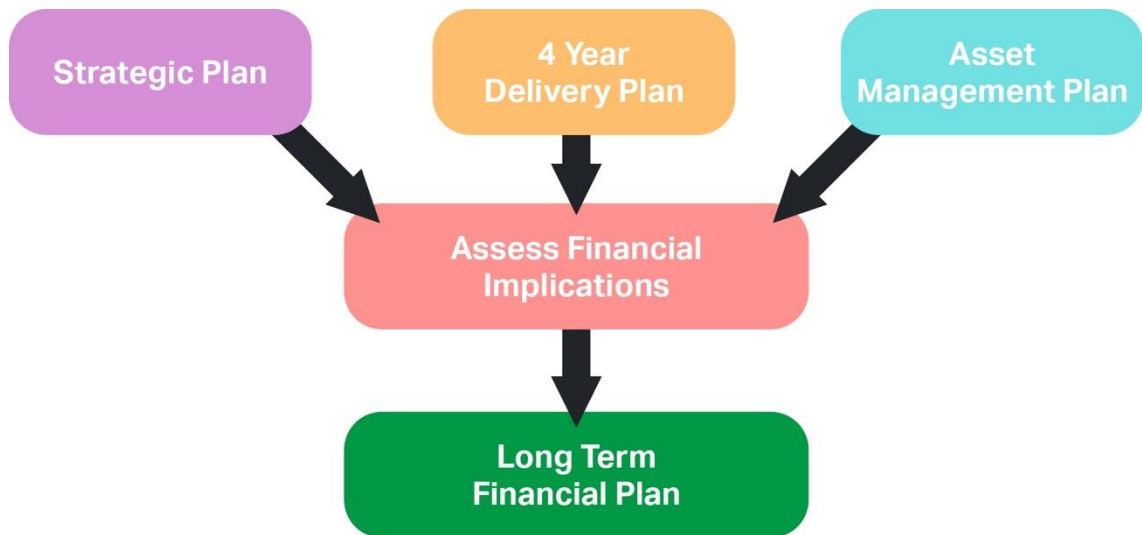 Strategic Plan
4 Year
Delivery Plan
Asset
Management Plan
Assess Financial
Implications
Long Term
Financial Plan